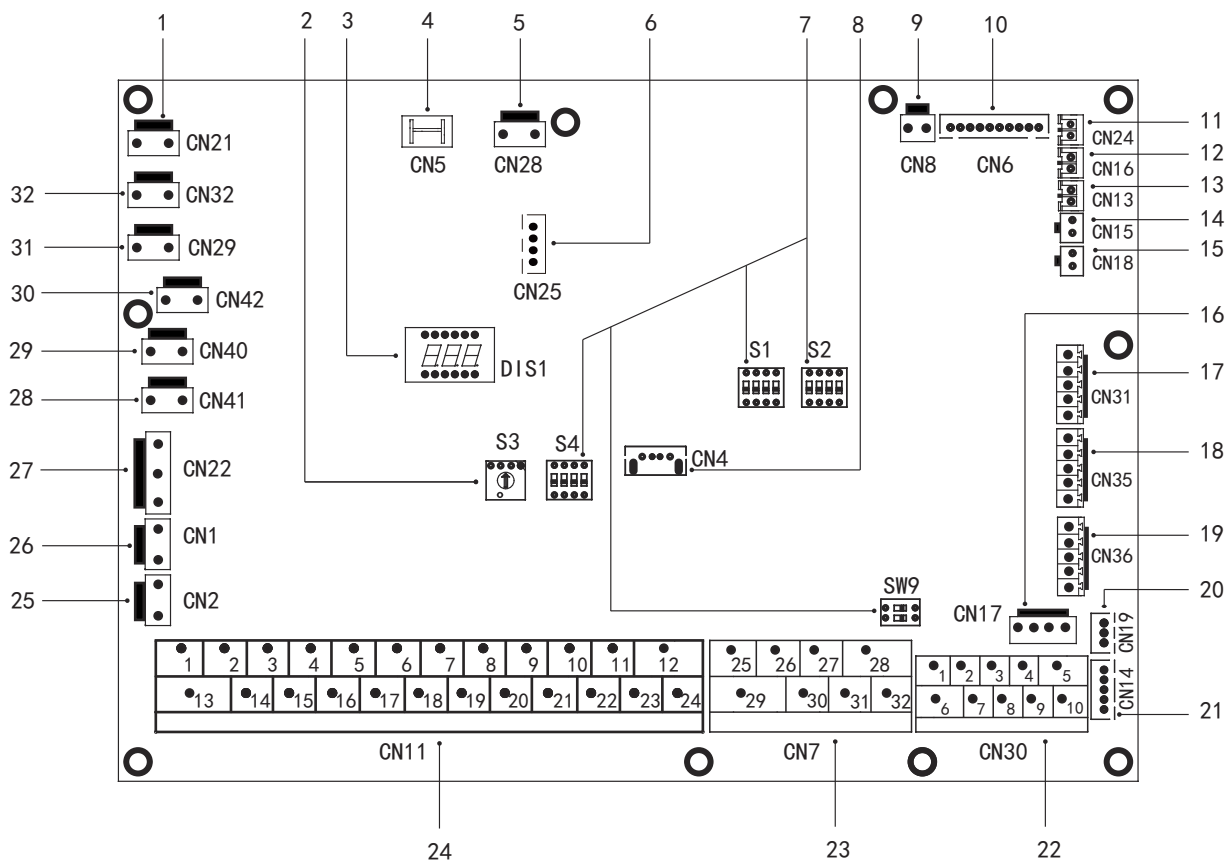 1 2 3 4 5 6 7 8 9 10
CN21
CN5
CN28
CN8
CN6
CN24
11
CN16
12
CN13
13
CN15
14
CN18
15
32
CN32
31
CN29
30
CN42
29
CN40
28
CN41
CN25
DIS1
S1
S2
16
CN31
17
27
CN22
S3
S4
CN4
CN35
18
26
CN1
CN36
19
25
CN2
SW9
CN17
CN19
20
1 2 3 4 5 6 7 8 9 10 11 12
13 14 15 16 17 18 19 20 21 22 23 24
CN11
25 26 27 28
29 30 31 32
CN7
1 2 3 4 5
6 7 8 9 10
CN30
CN14
21
24
23
22